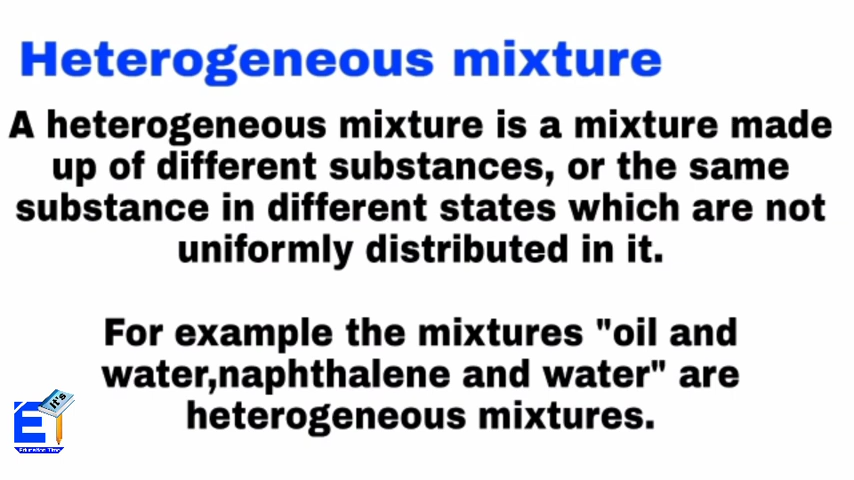 Heterogeneous mixture
A heterogeneous mixture is a mixture made
up of different substances, or the same
substance in different states which are not
uniformly distributed in it.
For example the mixtures "oil and
water,naphthalene and water" are
heterogeneous mixtures.
It's
E
Education Time